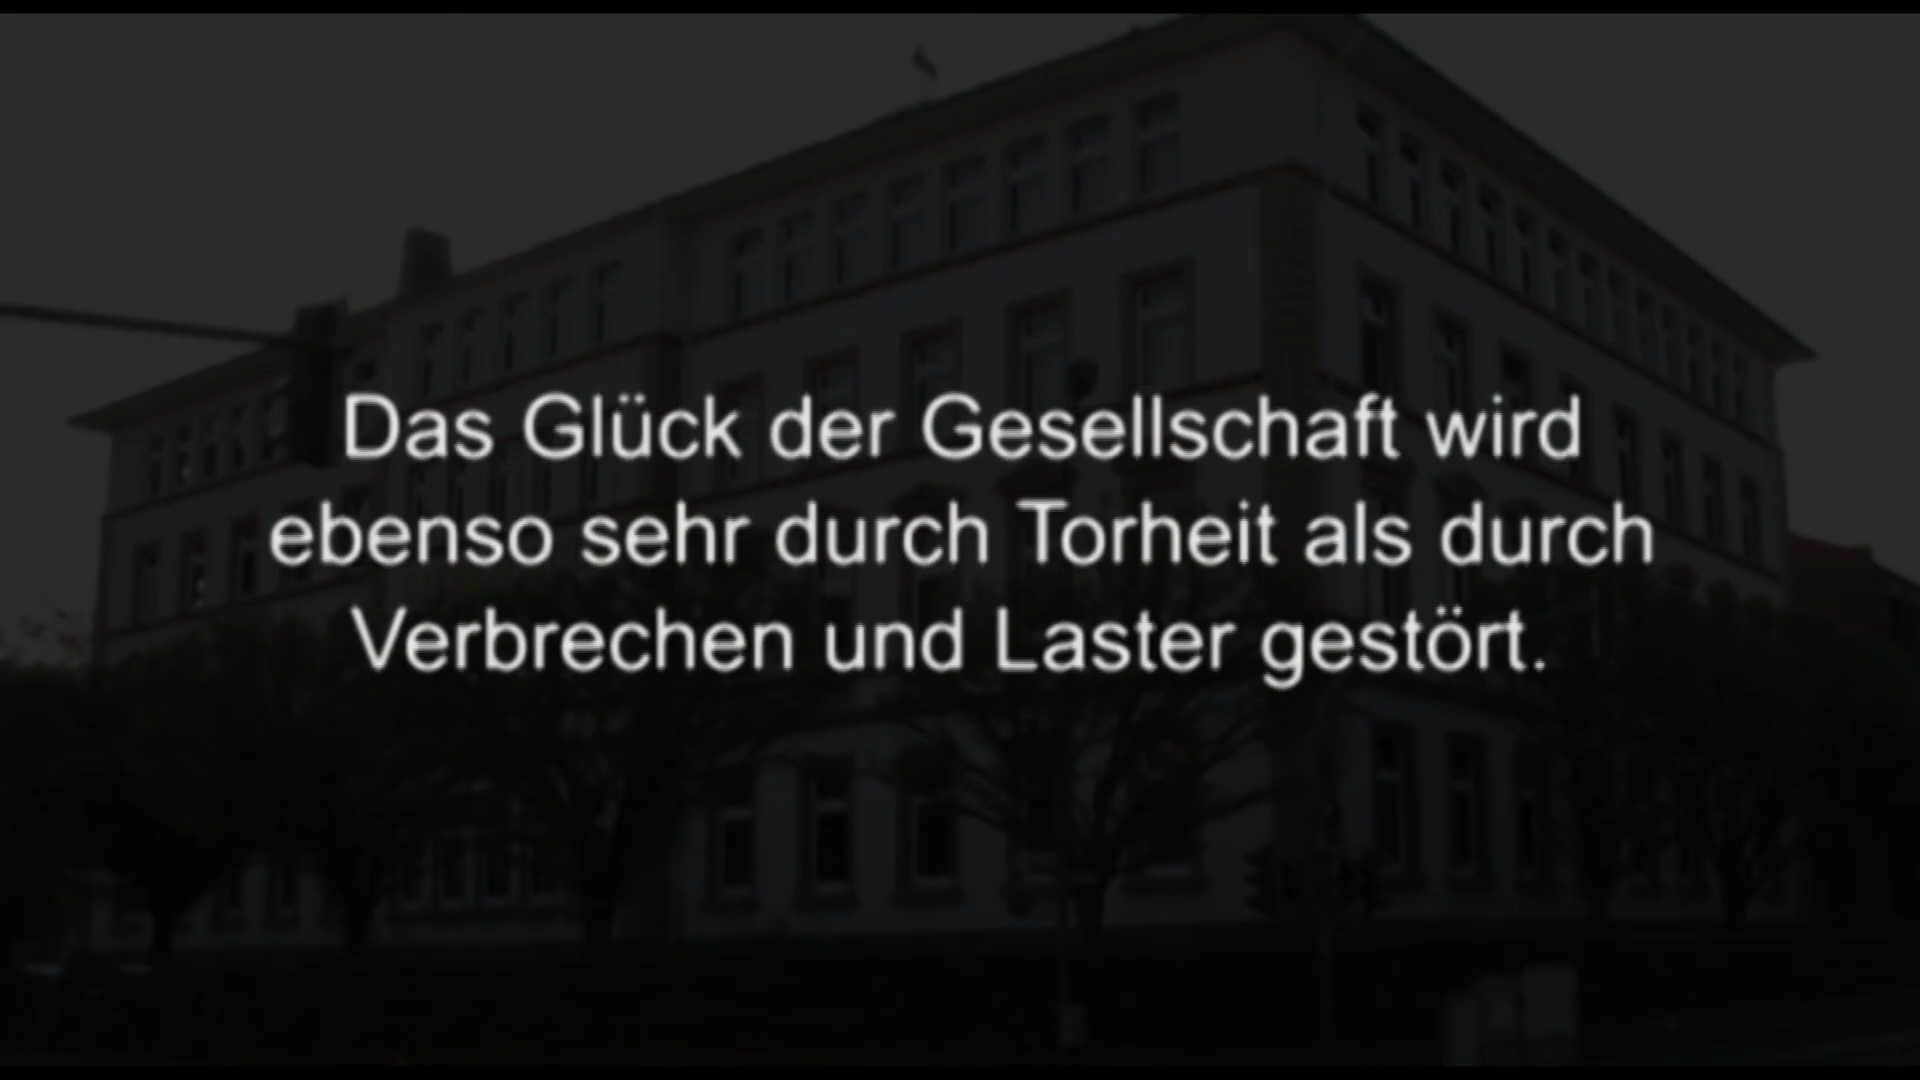 Das Glück der Gesellschaft wird
ebenso sehr durch Torheit als durch
Verbrechen und Laster gestört.